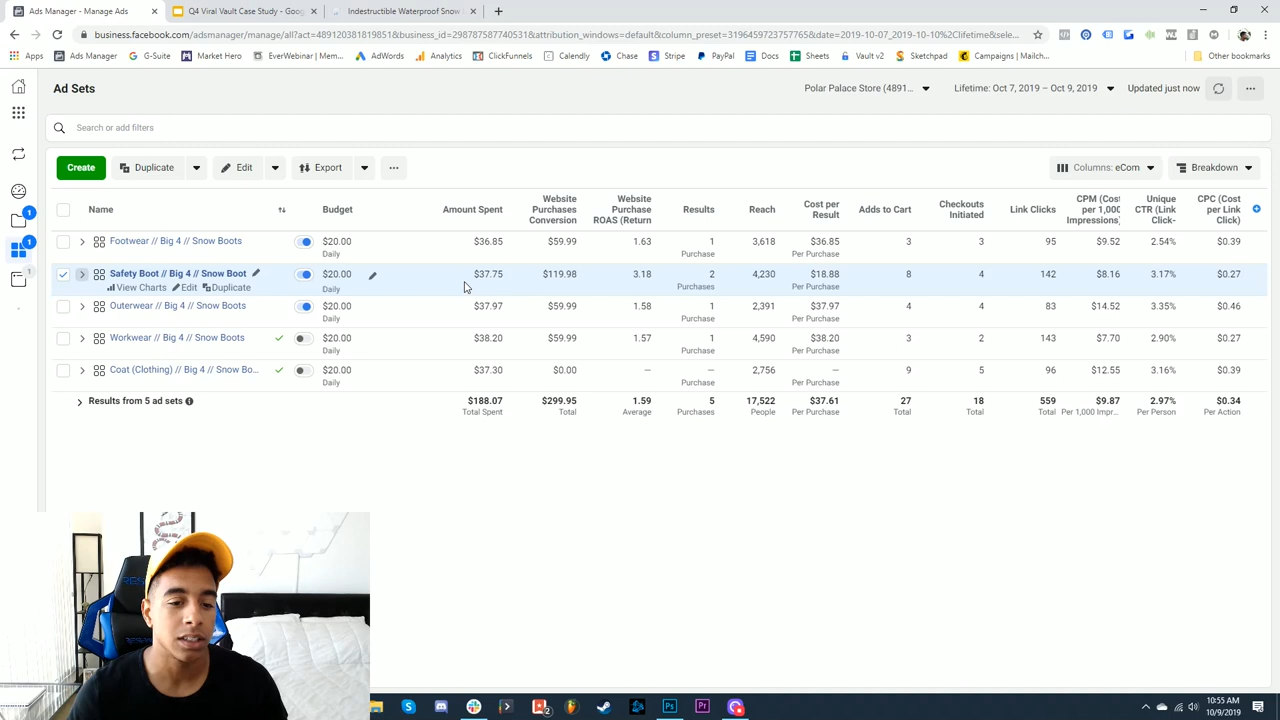 Ads Manager - Manage Ads
Q4 Viral Vault Case Study - Goog
Indestructible Waterproof Snow
business.facebook.com/adsmanager/manage/all?act=489120381819851&business_id=298787587740531&attribution_windows=default&column_preset=3196459723757765&date=2019-10-07_2019-10-10%2Clifetime&sele...
Apps Ads Manager G-Suite Market Hero EverWebinar | Mem... AdWords Analytics ClickFunnels Calendly Chase Stripe PayPal Docs Sheets Vault v2 Sketchpad Campaigns | Mailch... Other bookmarks
Ad Sets
Polar Palace Store (4891...
Lifetime: Oct 7, 2019 – Oct 9, 2019
Updated just now
Search or add filters
Create Duplicate Edit Export Columns: eCom Breakdown
Name Budget Amount Spent Website Purchases Conversion Website Purchase ROAS (Return Results Reach Cost per Result Adds to Cart Checkouts Initiated Link Clicks CPM (Cost per 1,000 Impressions) Unique CTR (Link Click- CPC (Cost per Link Click)
Footwear // Big 4 // Snow Boots $20.00 $36.85 $59.99 1.63 1 3,618 $36.85 3 3 95 $9.52 2.54% $0.39
Daily Purchase Per Purchase
Safety Boot // Big 4 // Snow Boot $20.00 $37.75 $119.98 3.18 2 4,230 $18.88 8 4 142 $8.16 3.17% $0.27
View Charts Edit Duplicate Daily Purchases Per Purchase
Outerwear // Big 4 // Snow Boots $20.00 $37.97 $59.99 1.58 1 2,391 $37.97 4 4 83 $14.52 3.35% $0.46
Daily Purchase Per Purchase
Workwear // Big 4 // Snow Boots $20.00 $38.20 $59.99 1.57 1 4,590 $38.20 3 2 143 $7.70 2.90% $0.27
Daily Purchase Per Purchase
Coat (Clothing) // Big 4 // Snow Bo... $20.00 $37.30 $0.00 — — 2,756 — 9 5 96 $12.55 3.16% $0.39
Daily Purchase Per Purchase
Results from 5 ad sets $188.07 $299.95 1.59 5 17,522 $37.61 27 18 559 $9.87 2.97% $0.34
Total Spent Total Average Purchases People Per Purchase Total Total Total Per 1,000 Impr... Per Person Per Action
10:55 AM
10/9/2019